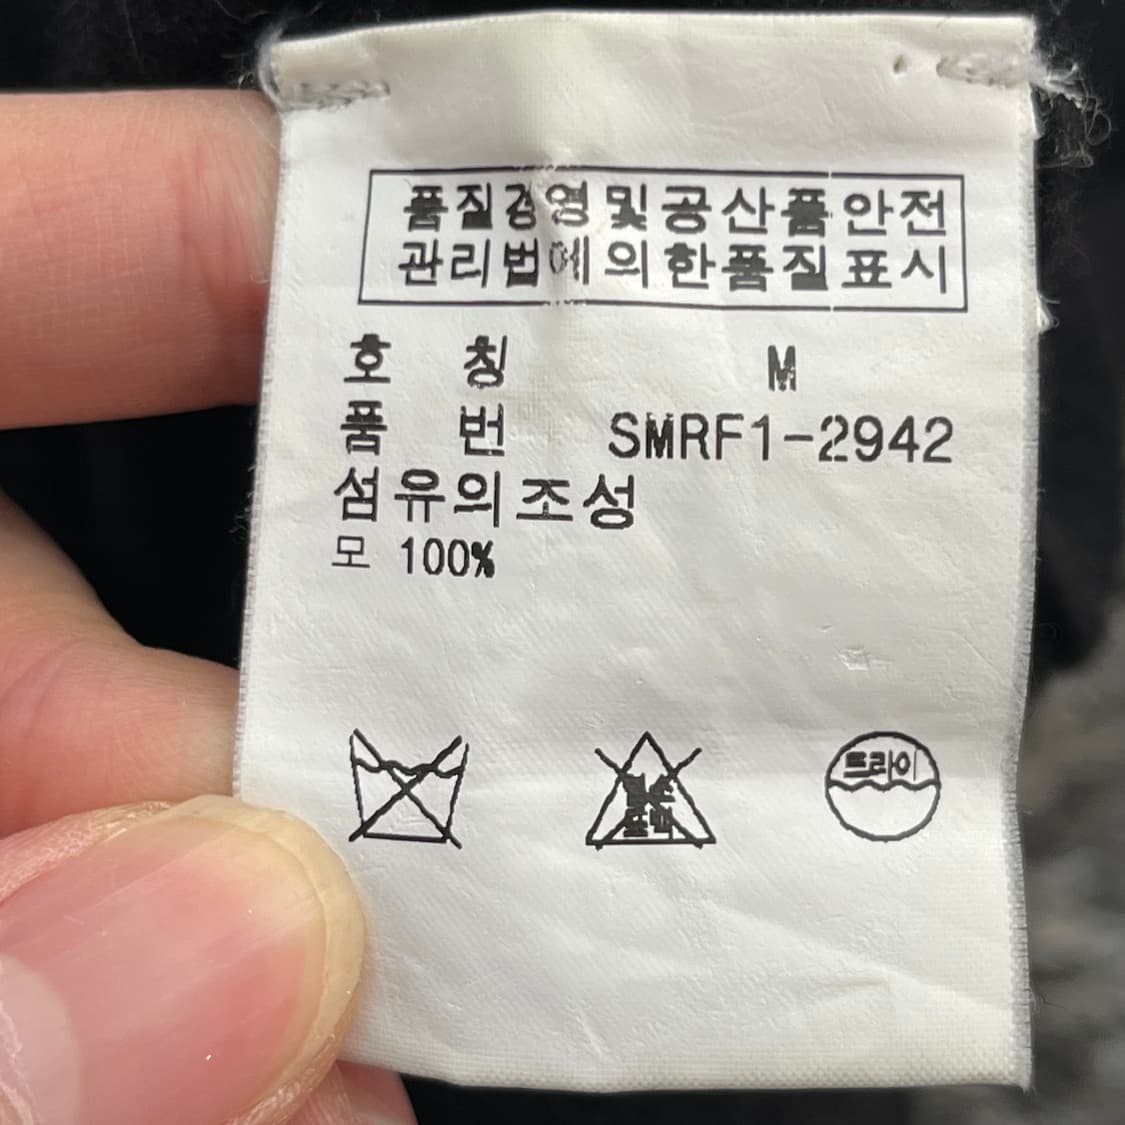 품질경영및공산품안전
관리법에의한품질표시
호 칭 M
품 번 SMRF1-2942
섬유의조성
모 100%
드라이